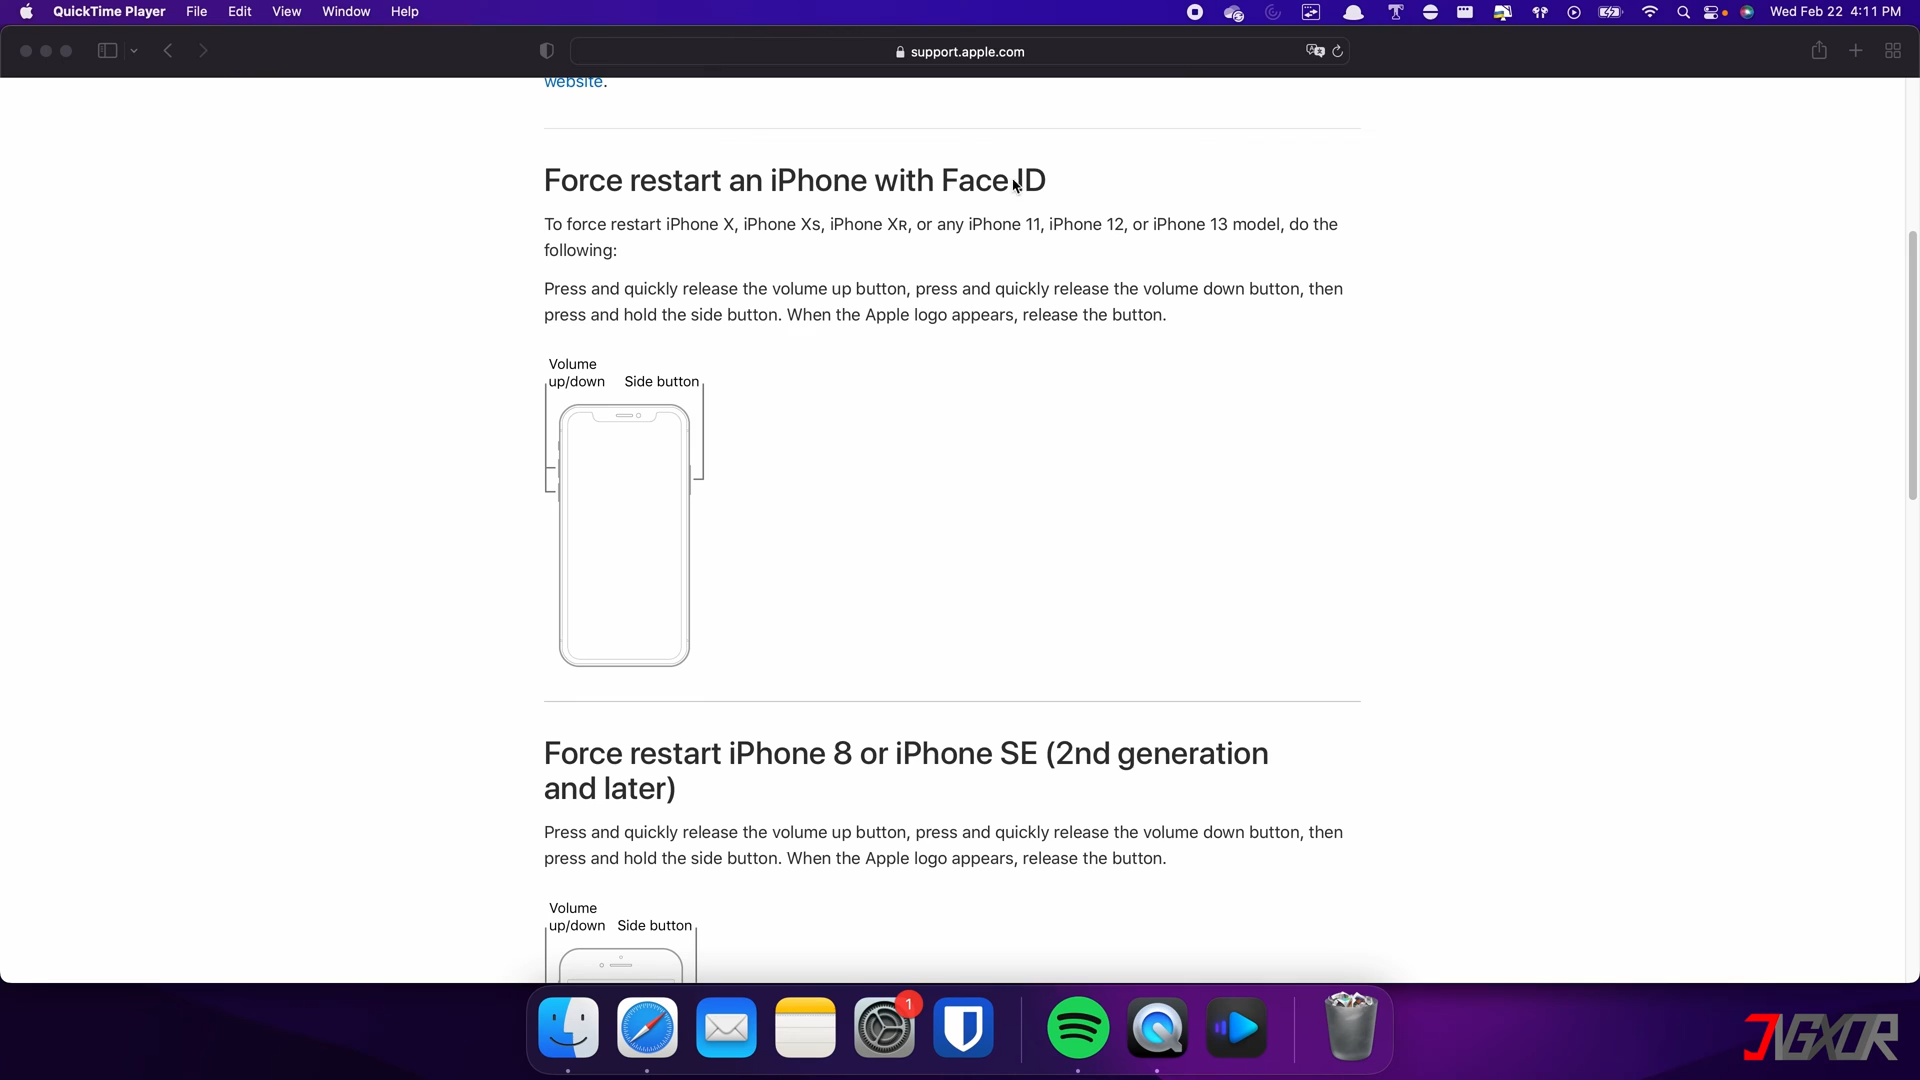 QuickTime Player File Edit View Window Help Wed Feb 22 4:11 PM
support.apple.com
website.
Force restart an iPhone with Face ID
To force restart iPhone X, iPhone Xs, iPhone XR, or any iPhone 11, iPhone 12, or iPhone 13 model, do the
following:
Press and quickly release the volume up button, press and quickly release the volume down button, then
press and hold the side button. When the Apple logo appears, release the button.
Volume
up/down Side button
Force restart iPhone 8 or iPhone SE (2nd generation
and later)
Press and quickly release the volume up button, press and quickly release the volume down button, then
press and hold the side button. When the Apple logo appears, release the button.
Volume
up/down Side button
1
JVGXOR